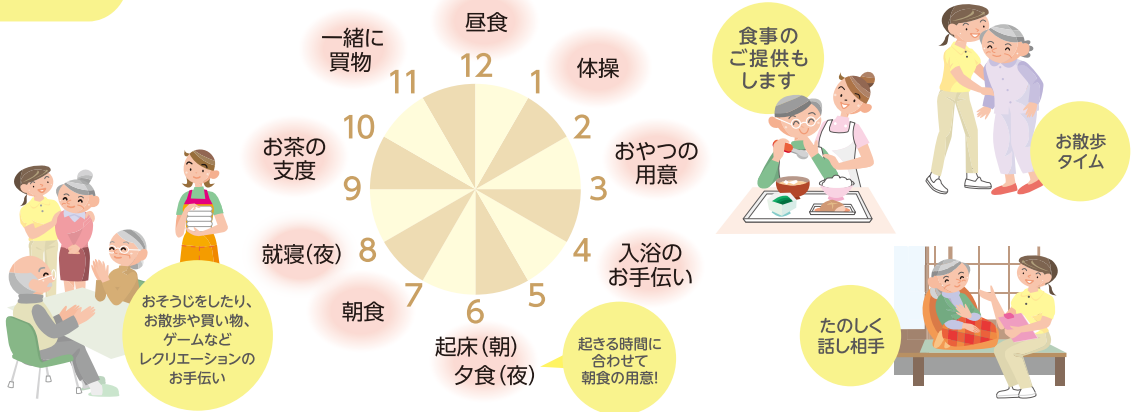 昼食
12
体操
1
2
おやつの
用意
3
入浴の
お手伝い
4
5
6
起床（朝）
夕食（夜）
起きる時間に
合わせて
朝食の用意!
7
朝食
8
就寝（夜）
9
お茶の
支度
10
11
一緒に
買物
おそうじをしたり、
お散歩や買い物、
ゲームなど
レクリエーションの
お手伝い
食事の
ご提供も
します
お散歩
タイム
たのしく
話し相手